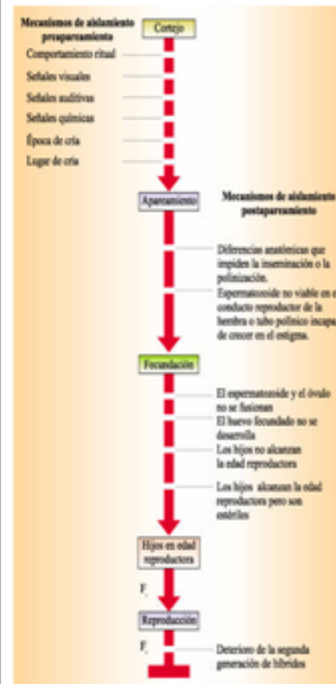 Mecanismos de aislamiento
preapareamiento
Cortejo
Comportamiento ritual
Señales visuales
Señales auditivas
Señales químicas
Época de cría
Lugar de cría
Apareamiento
Mecanismos de aislamiento
postapareamiento
Diferencias anatómicas que
impiden la inseminación o la
polinización.
Espermatozoide no viable en e
conducto reproductor de la
hembra o tubo polínico incapa
de crecer en el estigma.
Fecundación
El espermatozoide y el óvulo
no se fusionan
El huevo fecundado no se
desarrolla
Los hijos no alcanzan
la edad reproductora
Los hijos alcanzan la edad
reproductora pero son
estériles
Hijos en edad
reproductora
F
Reproducción
F
Deterioro de la segunda
generación de híbridos